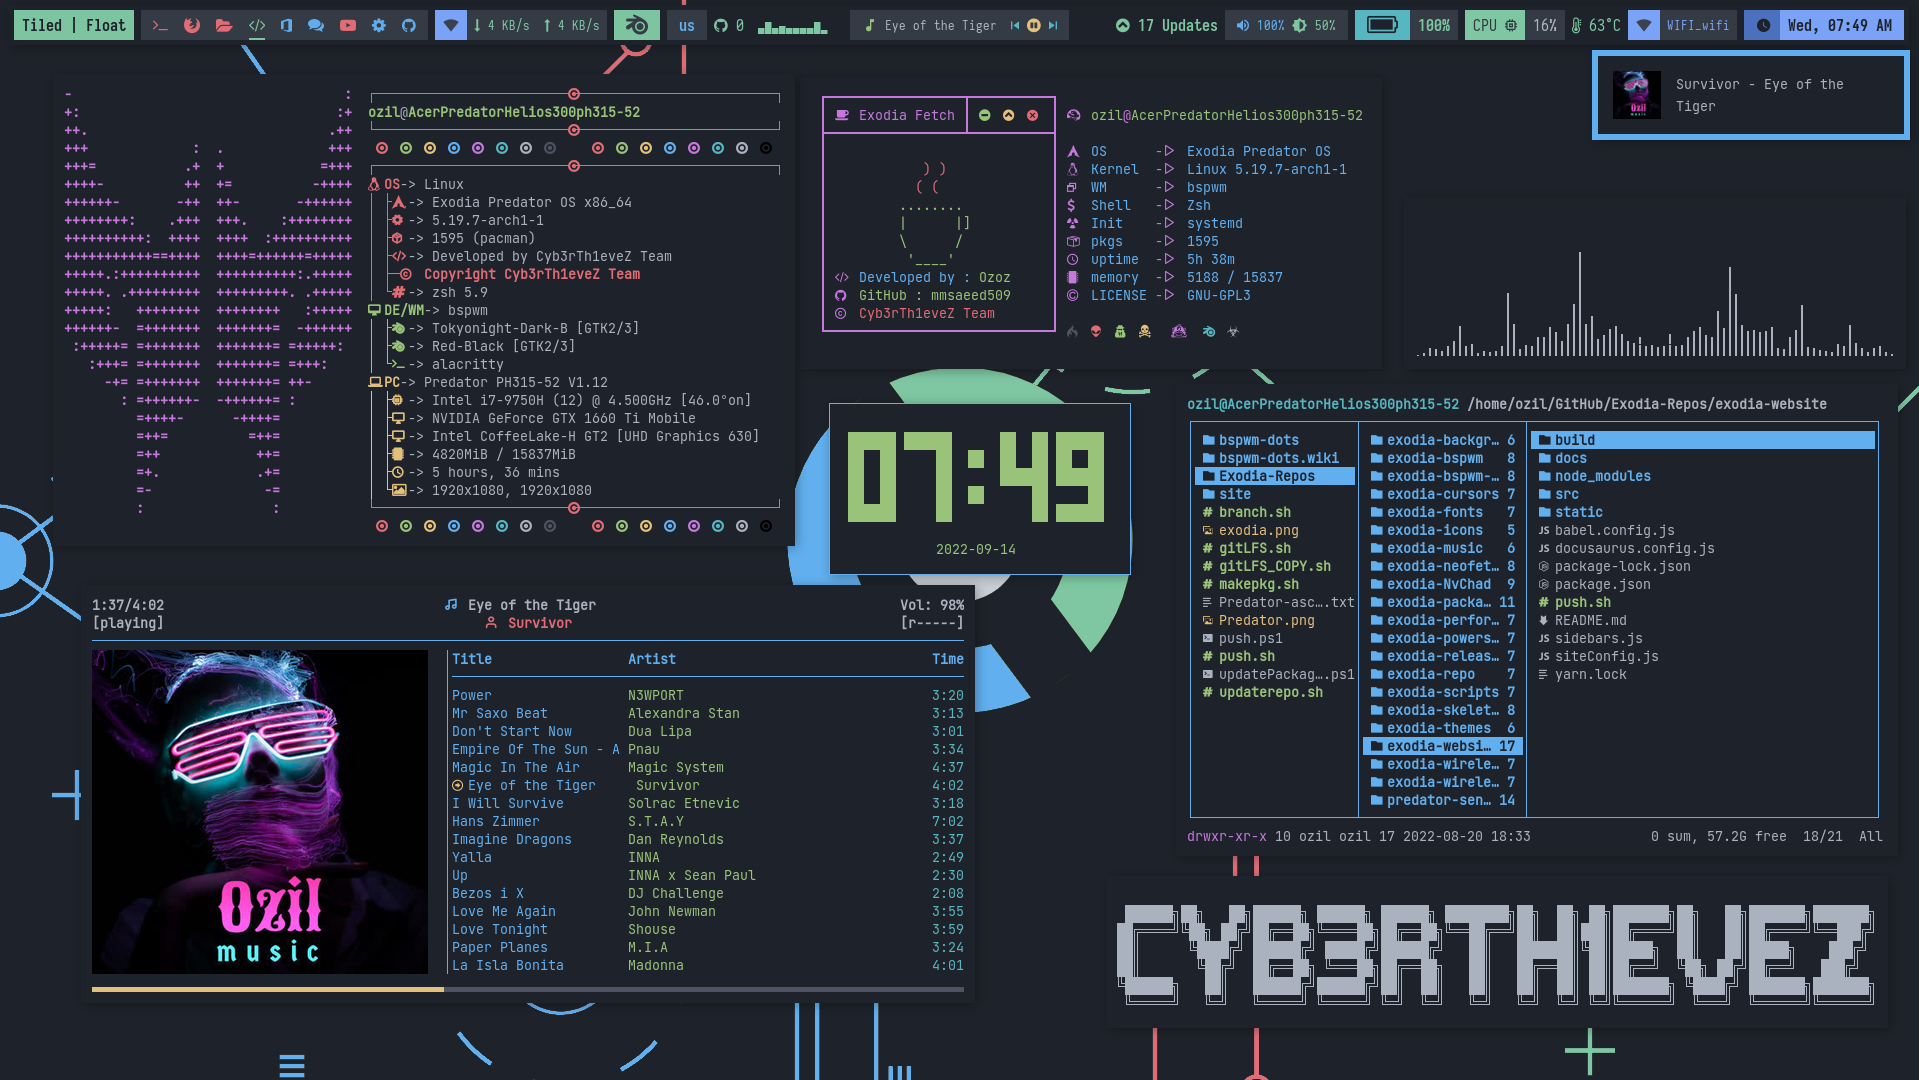 Tiled | Float
4 KB/s
4 KB/s
us
0
Eye of the Tiger
17 Updates
100%
50%
100%
CPU
16%
63°C
WIFI_wifi
Wed, 07:49 AM
Survivor - Eye of the
Tiger
ozil@AcerPredatorHelios300ph315-52
OS-> Linux
-> Exodia Predator OS x86_64
-> 5.19.7-arch1-1
-> 1595 (pacman)
-> Developed by Cyb3rTh1eveZ Team
Copyright Cyb3rTh1eveZ Team
-> zsh 5.9
DE/WM-> bspwm
-> Tokyonight-Dark-B [GTK2/3]
-> Red-Black [GTK2/3]
-> alacritty
PC-> Predator PH315-52 V1.12
-> Intel i7-9750H (12) @ 4.500GHz [46.0°on]
-> NVIDIA GeForce GTX 1660 Ti Mobile
-> Intel CoffeeLake-H GT2 [UHD Graphics 630]
-> 4820MiB / 15837MiB
-> 5 hours, 36 mins
-> 1920x1080, 1920x1080
Exodia Fetch
Developed by : Ozoz
GitHub : mmsaeed509
Cyb3rTh1eveZ Team
ozil@AcerPredatorHelios300ph315-52
OS Exodia Predator OS
Kernel Linux 5.19.7-arch1-1
WM bspwm
Shell Zsh
Init systemd
pkgs 1595
uptime 5h 38m
memory 5188 / 15837
LICENSE GNU-GPL3
07:49
2022-09-14
ozil@AcerPredatorHelios300ph315-52 /home/ozil/GitHub/Exodia-Repos/exodia-website
bspwm-dots
bspwm-dots.wiki
Exodia-Repos
site
branch.sh
exodia.png
gitLFS.sh
gitLFS_COPY.sh
makepkg.sh
Predator-asc….txt
Predator.png
push.ps1
push.sh
updatePackag….ps1
updaterepo.sh
exodia-backgr… 6
exodia-bspwm 8
exodia-bspwm-… 8
exodia-cursors 7
exodia-fonts 7
exodia-icons 5
exodia-music 6
exodia-neofet… 8
exodia-NvChad 9
exodia-packa… 11
exodia-perfor… 7
exodia-powers… 7
exodia-releas… 7
exodia-repo 7
exodia-scripts 7
exodia-skelet… 8
exodia-themes 6
exodia-websi… 17
exodia-wirele… 7
exodia-wirele… 7
predator-sen… 14
build
docs
node_modules
src
static
babel.config.js
docusaurus.config.js
package-lock.json
package.json
push.sh
README.md
sidebars.js
siteConfig.js
yarn.lock
drwxr-xr-x 10 ozil ozil 17 2022-08-20 18:33 0 sum, 57.2G free 18/21 All
1:37/4:02 Eye of the Tiger Vol: 98%
[playing] Survivor [r-----]
Title Artist Time
Power N3WPORT 3:20
Mr Saxo Beat Alexandra Stan 3:13
Don't Start Now Dua Lipa 3:01
Empire Of The Sun - A Pnau 3:34
Magic In The Air Magic System 4:37
Eye of the Tiger Survivor 4:02
I Will Survive Solrac Etnevic 3:18
Hans Zimmer S.T.A.Y 7:02
Imagine Dragons Dan Reynolds 3:37
Yalla INNA 2:49
Up INNA x Sean Paul 2:30
Bezos i X DJ Challenge 2:08
Love Me Again John Newman 3:55
Love Tonight Shouse 3:59
Paper Planes M.I.A 3:24
La Isla Bonita Madonna 4:01
Ozil
music
CYB3RTH1EVEZ